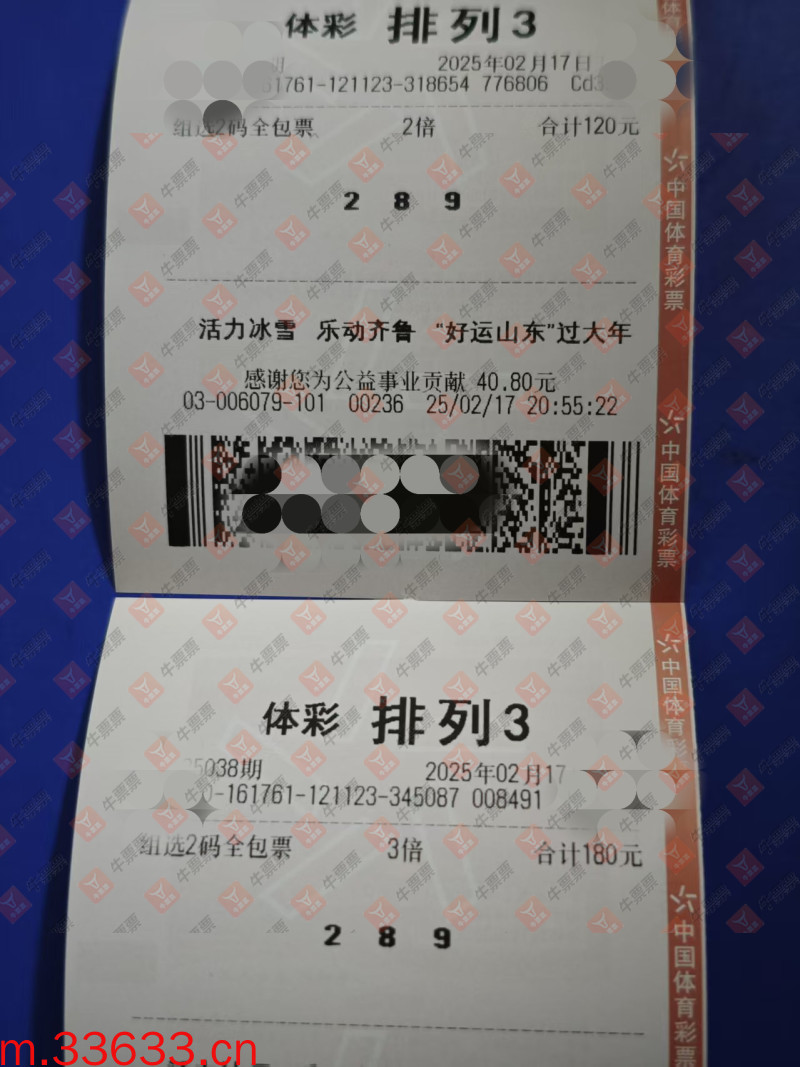 体彩 排列3
期 2025年02月17日
61761-121123-318654 776806 Cd3
组选2码全包票 2倍 合计120元
2 8 9
活力冰雪 乐动齐鲁 “好运山东”过大年
感谢您为公益事业贡献 40.80元
03-006079-101 00236 25/02/17 20:55:22
中国体育彩票
中国体育彩票
体彩 排列3
25038期 2025年02月17
0-161761-121123-345087 008491
组选2码全包票 3倍 合计180元
2 8 9
中国体育彩票
中国体育彩票
牛票票
m.33633.cn